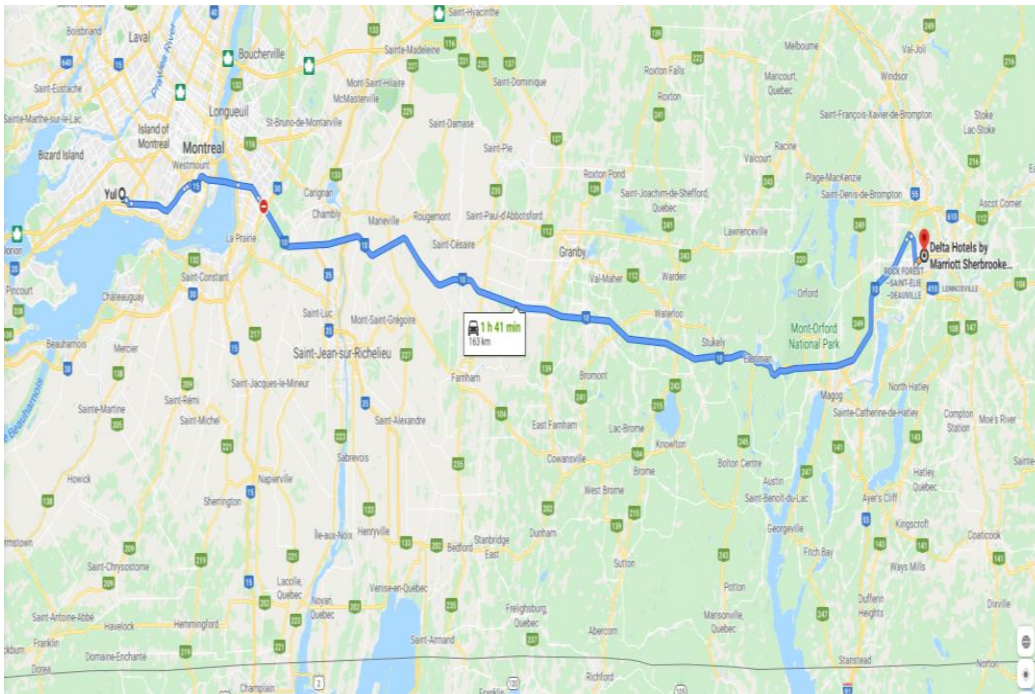 Boisbriand
Laval
Prairies River
640
15
Saint-Eustache
Sainte-Marthe-sur-le-Lac
Island of
Montreal
Bizard Island
Montreal
Westmount
Longueuil
Boucherville
St-Bruno-de-Montarville
Saint-Hyacinthe
Sainte-Madeleine
Mont-Saint-Hilaire
McMasterville
Saint-Dominique
Saint-Damase
Saint-Pie
Roxton Falls
Roxton
Melbourne
Maricourt,
Quebec
Val-Joli
Windsor
Saint-François-Xavier-de-Brompton
Stoke
Lac-Stoke
Racine
Valcourt
Plage-MacKenzie
Saint-Denis-de-Brompton
Ascot Corner
Yul
15
La Prairie
30
Carignan
Chambly
Marieville
Rougemont
Saint-Paul-d'Abbotsford
Saint-Césaire
Roxton Pond
Saint-Joachim-de-Shefford,
Quebec
Lawrenceville
Granby
Val-Maher
Warden
Orford
Delta Hotels by
Marriott Sherbrooke...
ROCK FOREST
-SAINT-ÉLIE
-DEAUVILLE
LENNOXVILLE
Dorion
Pincourt
Saint-Constant
Châteauguay
Beauharnois
Mercier
Saint-Luc
Mont-Saint-Grégoire
Saint-Jean-sur-Richelieu
1 h 41 min
163 km
Farnham
Waterloo
Stukely
Eastman
Mont-Orford
National Park
Magog
North Hatley
Sainte-Catherine-de-Hatley
Compton
Station
Moe's River
Bromont
Saint-Rémi
Saint-Jacques-le-Mineur
Sainte-Martine
Saint-Michel
Saint-Alexandre
East Farnham
Lac-Brome
Knowlton
Cowansville
Brome
Bolton Centre
Sabrevois
Howick
Napierville
Sherrington
West Brome
Austin
Saint-Benoît-du-Lac
Hatley
Quebec
Ayer's Cliff
Georgeville
Kingscroft
Coaticook
Ways Mills
Fitch Bay
Île-aux-Noix
Henryville
Bedford
Stanbridge
East
Dunham
Sutton
Saint-Chrysostome
Lacolle,
Quebec
Noyan,
Quebec
Venise-en-Québec
Potton
Mansonville,
Quebec
Dufferin
Heights
Dixville
Saint-Antoine-Abbé
Havelock
Hemmingford
Franklin
Frelighsburg,
Quebec
Abercorn
Saint-Armand
Domaine-Enchanté
Stanstead
Norton
Champlain
Franklin
Richford